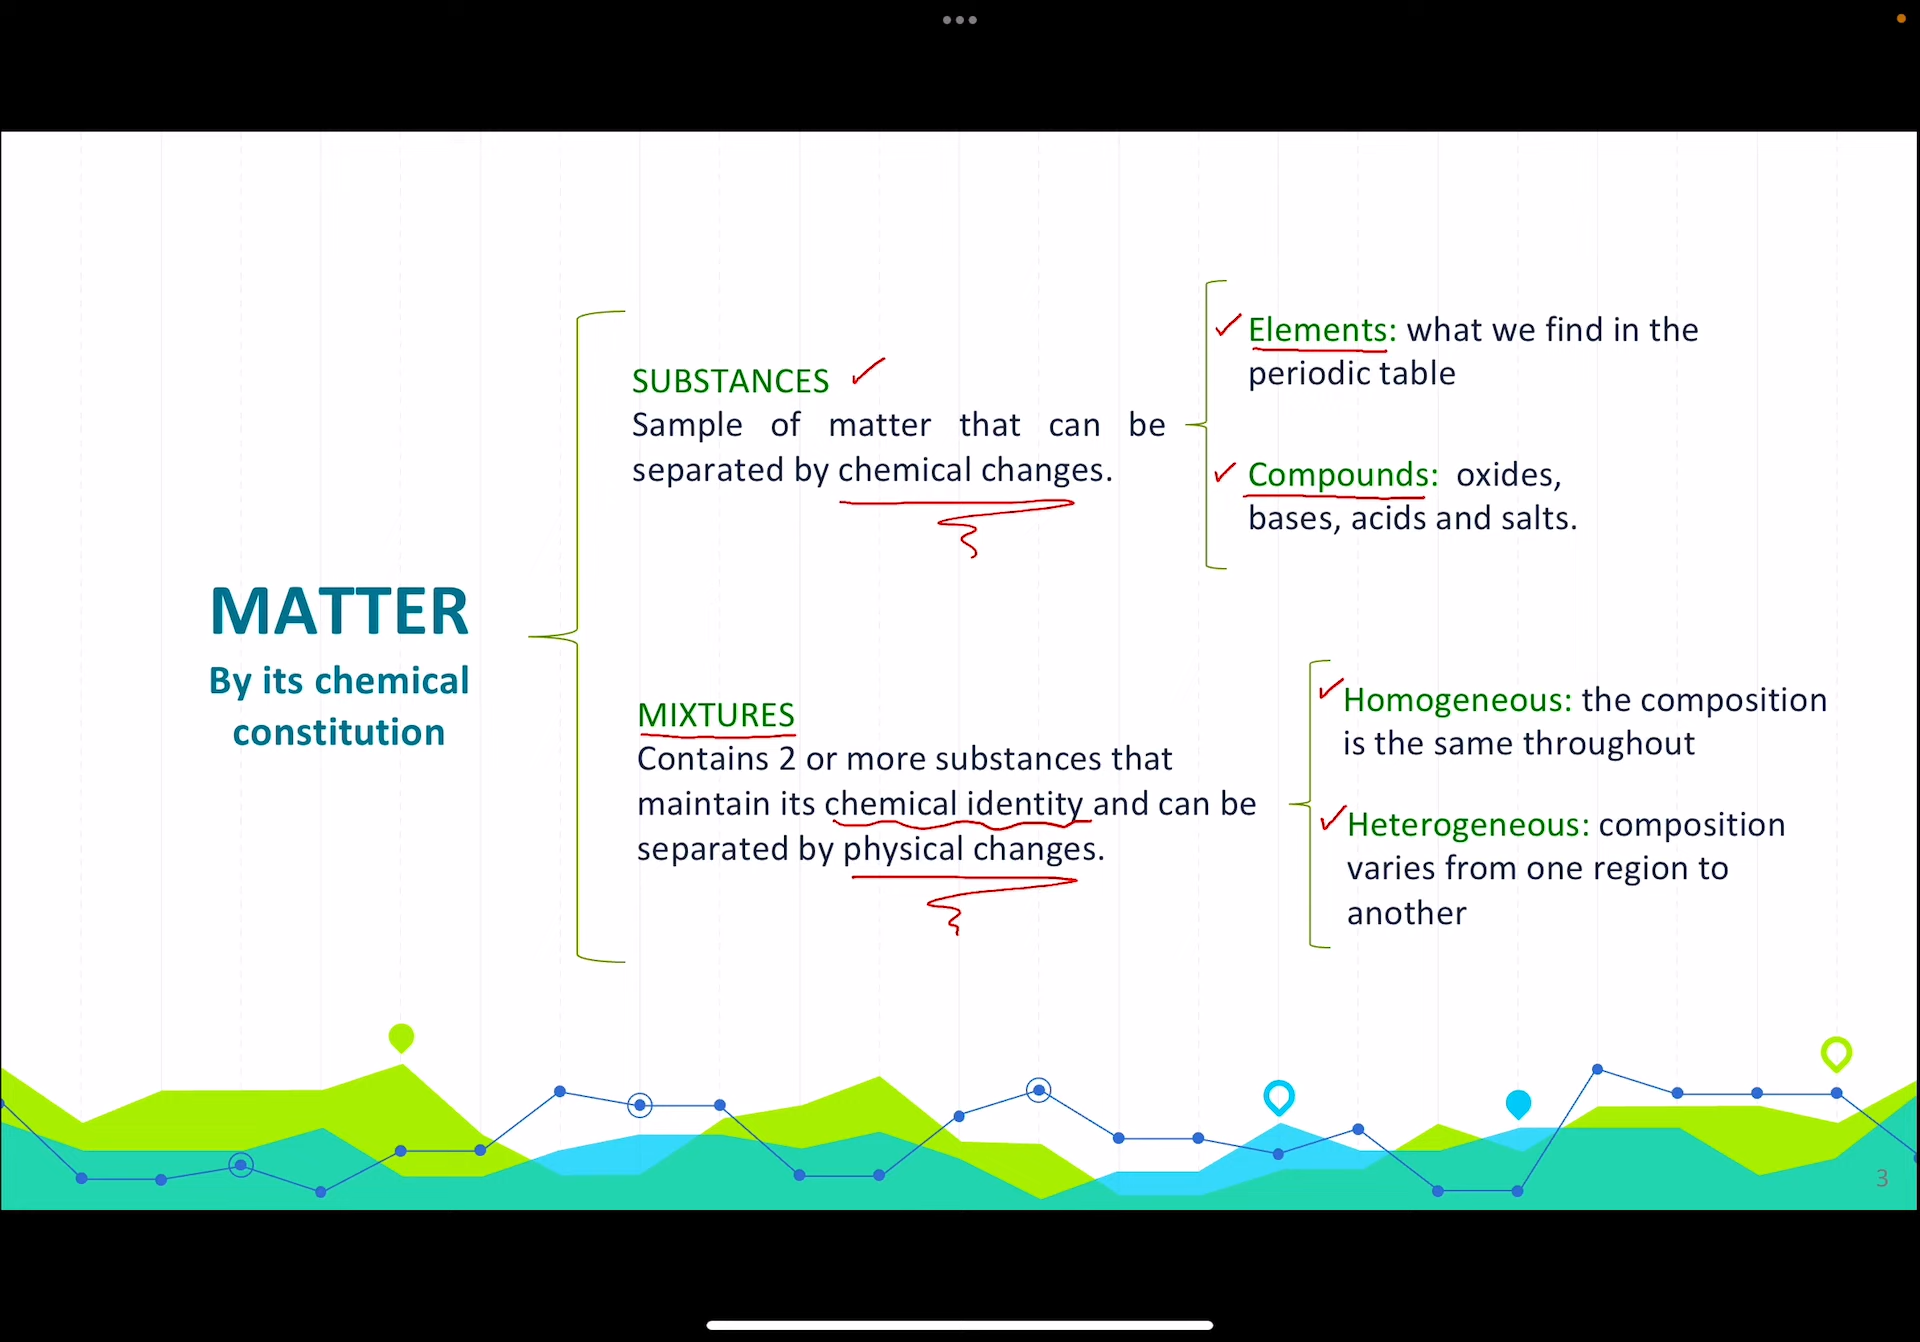 MATTER
By its chemical
constitution
SUBSTANCES
Sample of matter that can be
separated by chemical changes.
Elements: what we find in the
periodic table
Compounds: oxides,
bases, acids and salts.
MIXTURES
Contains 2 or more substances that
maintain its chemical identity and can be
separated by physical changes.
Homogeneous: the composition
is the same throughout
Heterogeneous: composition
varies from one region to
another
3